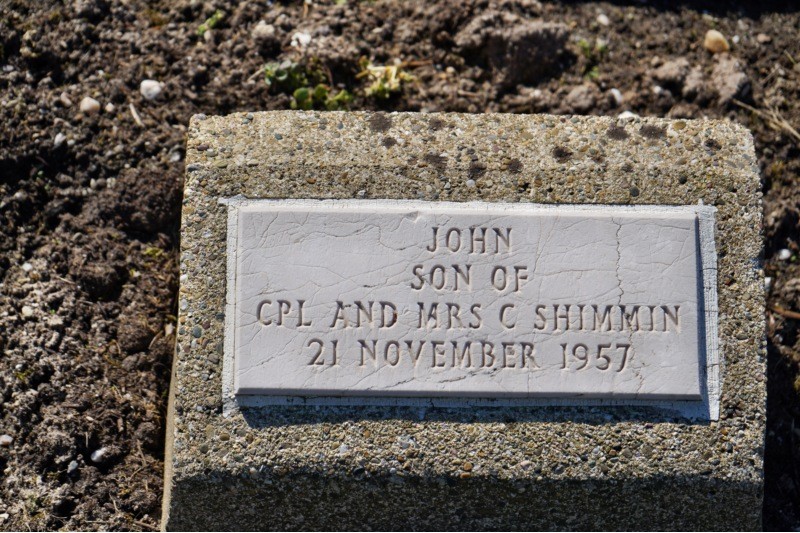 JOHN
SON OF
CPL AND MRS C SHIMMIN
21 NOVEMBER 1957